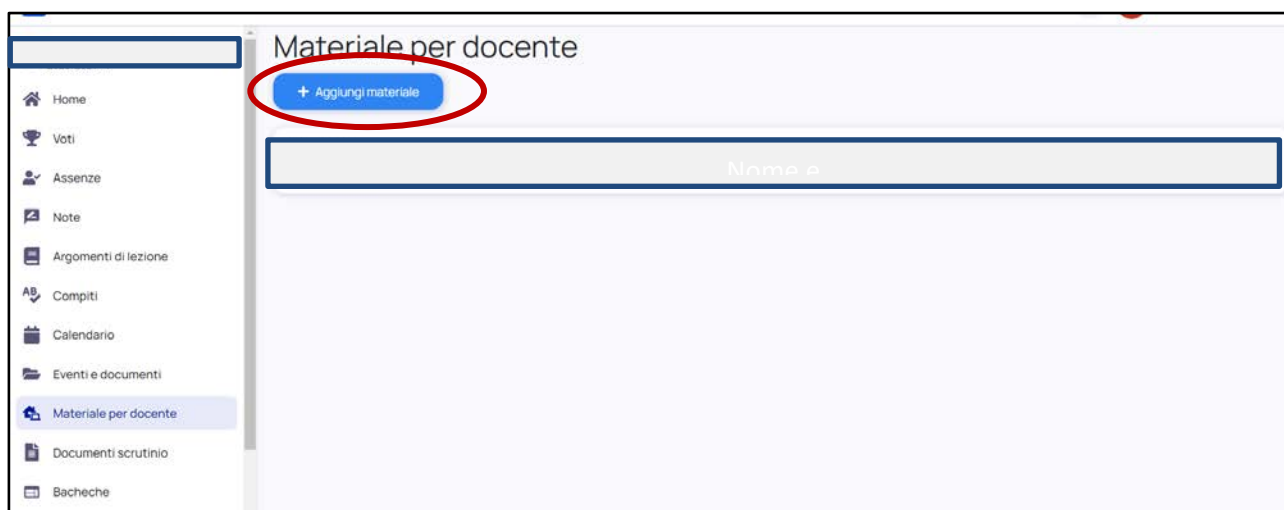 Materiale per docente
+ Aggiungi materiale
Nome e
Home
Voti
Assenze
Note
Argomenti di lezione
Compiti
Calendario
Eventi e documenti
Materiale per docente
Documenti scrutinio
Bacheche